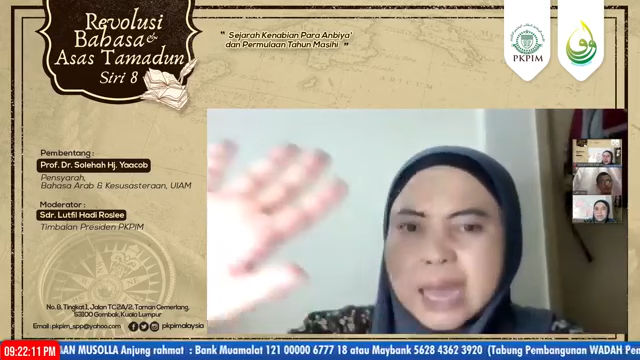 Revolusi
Bahasa &
Asas Tamadun
Siri 8
" Sejarah Kenabian Para Anbiya'
dan Permulaan Tahun Masihi "
PKPIM
Pembentang :
Prof. Dr. Solehah Hj. Yaacob
Pensyarah,
Bahasa Arab & Kesusasteraan, UIAM
Moderator :
Sdr. Lutfil Hadi Roslee
Timbalan Presiden PKPIM
No. 8, Tingkat 1, Jalan TC2A/2, Taman Cemerlang,
53100 Gombak, Kuala Lumpur
Email : pkpim_spp@yahoo.com pkpimalaysia
09:22:11 PM AAN MUSOLLA Anjung rahmat : Bank Muamalat 121 00000 6777 18 atau Maybank 5628 4362 3920 (Tabung Pembangunan WADAH Pe